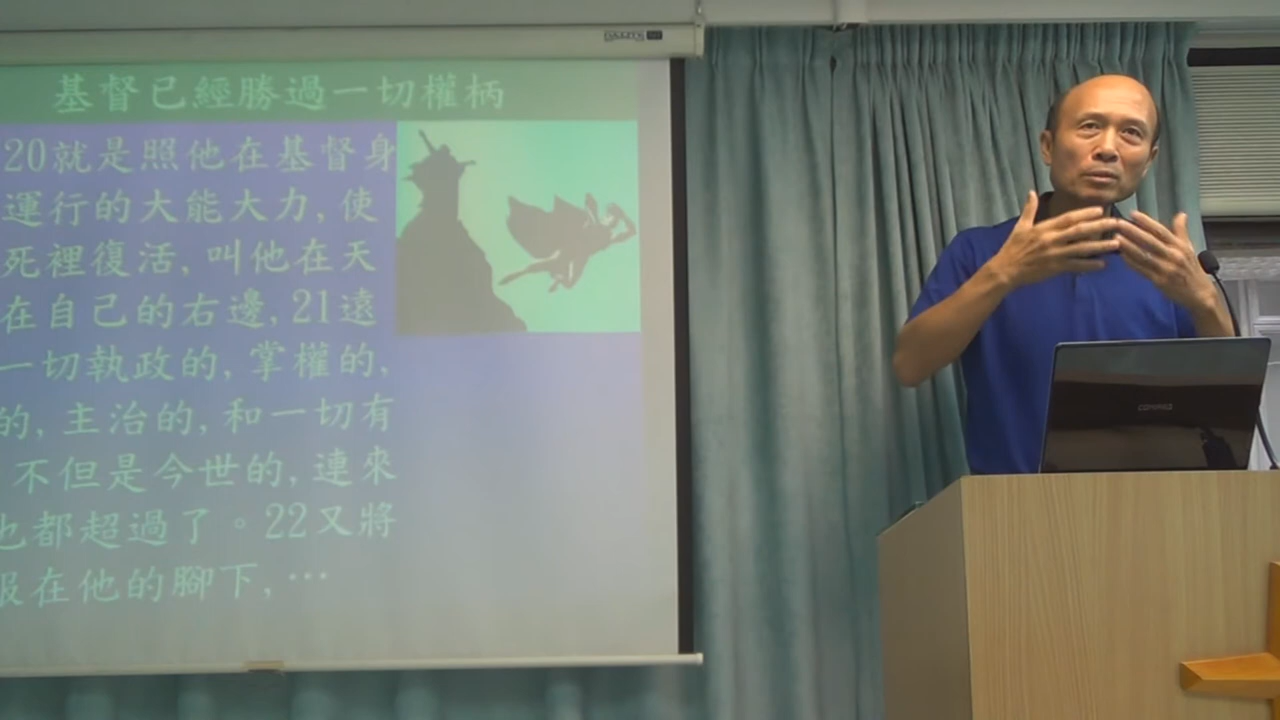 基督已經勝過一切權柄
20就是照他在基督身
運行的大能大力,使
死裡復活,叫他在天
在自己的右邊,21遠
一切執政的,掌權的,
的,主治的,和一切有
不但是今世的,連來
也都超過了。22又將
服在他的腳下,…